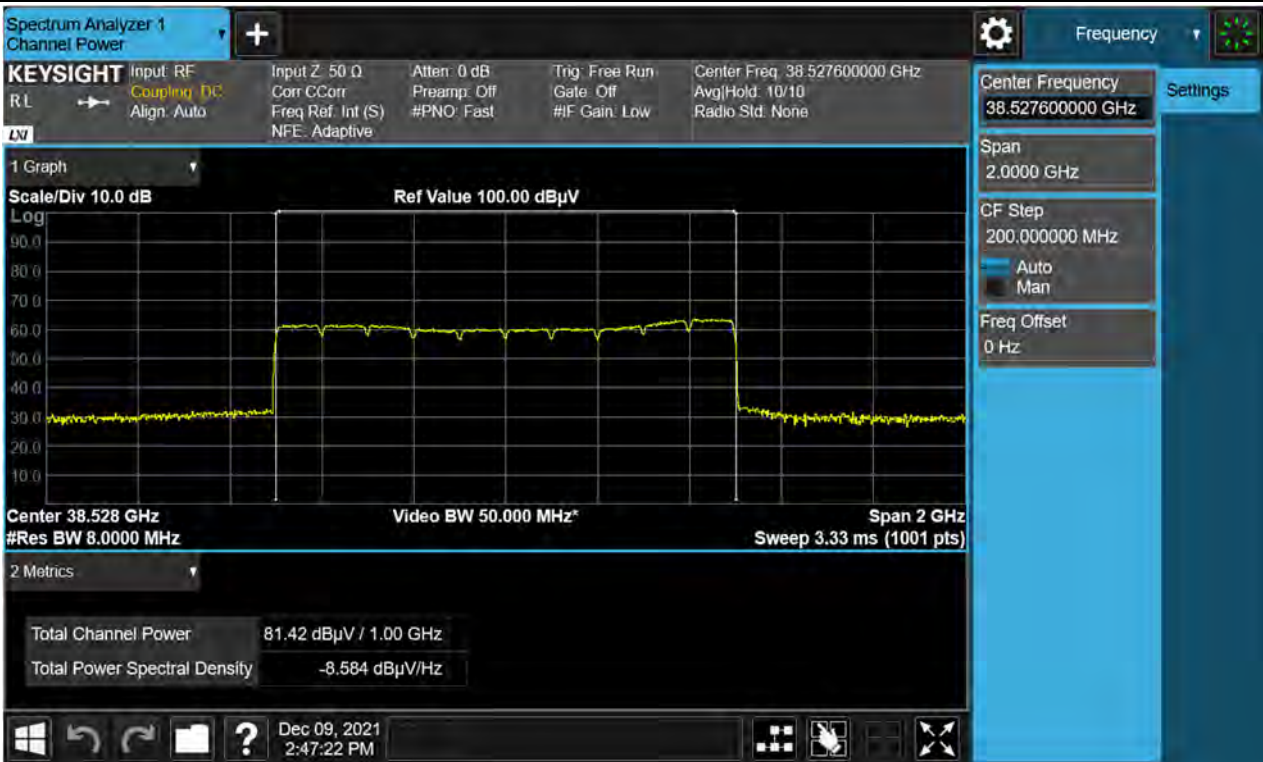 Spectrum Analyzer 1
Channel Power
+
Frequency
KEYSIGHT
R L
LXI
Input: RF
Coupling: DC
Align: Auto
Input Z: 50 Ω
Corr CCorr
Freq Ref: Int (S)
NFE: Adaptive
Atten: 0 dB
Preamp: Off
#PNO: Fast
Trig: Free Run
Gate: Off
#IF Gain: Low
Center Freq: 38.527600000 GHz
Avg|Hold: 10/10
Radio Std: None
Center Frequency
38.527600000 GHz
Settings
Span
2.0000 GHz
CF Step
200.000000 MHz
Auto
Man
Freq Offset
0 Hz
1 Graph
Scale/Div 10.0 dB
Ref Value 100.00 dBµV
Log
90.0
80.0
70.0
60.0
50.0
40.0
30.0
20.0
10.0
Center 38.528 GHz
Video BW 50.000 MHz*
Span 2 GHz
#Res BW 8.0000 MHz
Sweep 3.33 ms (1001 pts)
2 Metrics
Total Channel Power
81.42 dBµV / 1.00 GHz
Total Power Spectral Density
-8.584 dBµV/Hz
?
Dec 09, 2021
2:47:22 PM